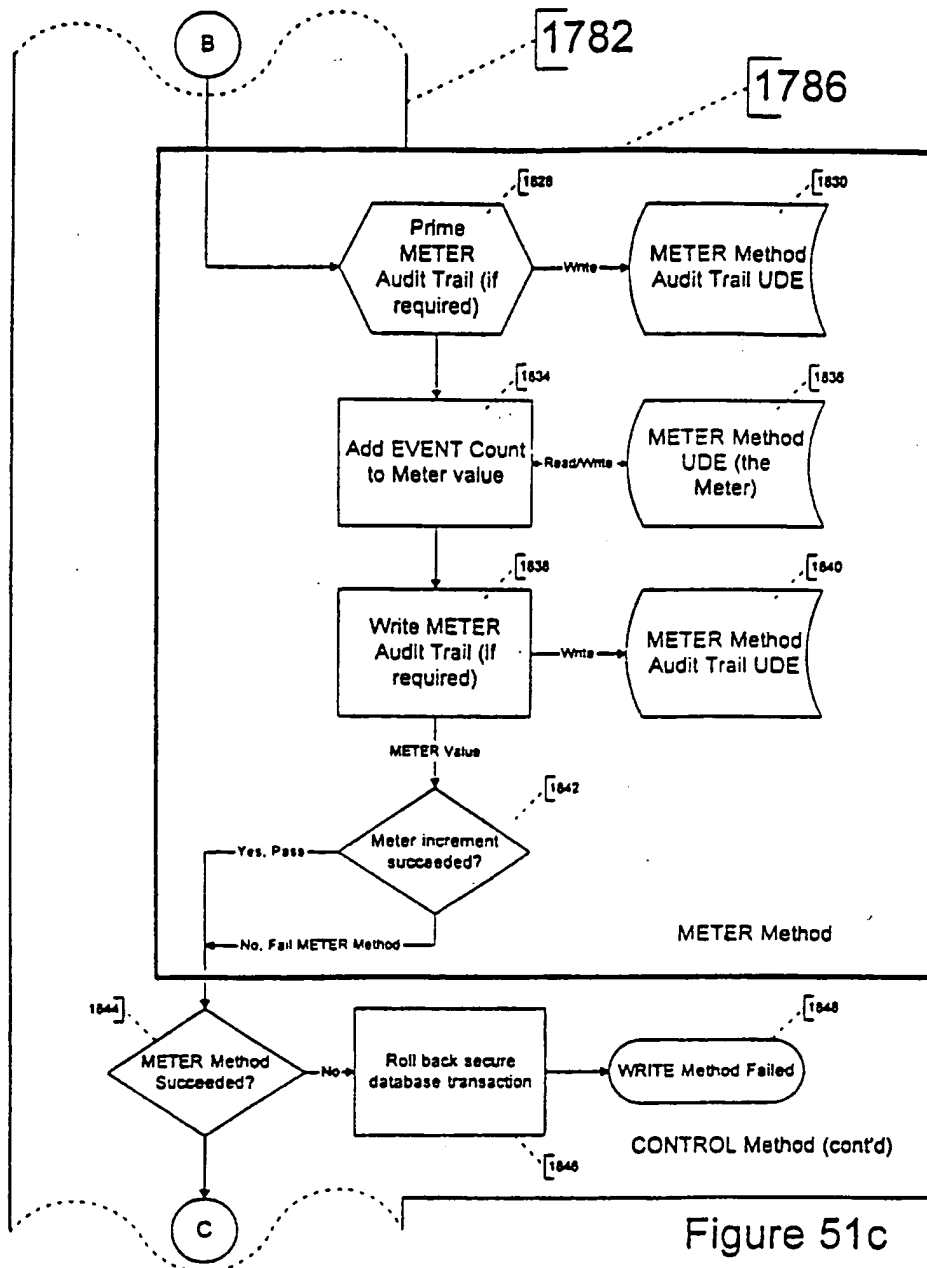 B
1782
1786
1828
Prime
METER
Audit Trail (if
required)
Write
1830
METER Method
Audit Trail UDE
1834
Add EVENT Count
to Meter value
Read/Write
1836
METER Method
UDE (the
Meter)
1838
Write METER
Audit Trail (if
required)
Write
1840
METER Method
Audit Trail UDE
METER Value
1842
Meter increment
succeeded?
Yes, Pass
No, Fail METER Method
METER Method
1844
METER Method
Succeeded?
No
Roll back secure
database transaction
1846
1848
WRITE Method Failed
CONTROL Method (cont'd)
C
Figure 51c